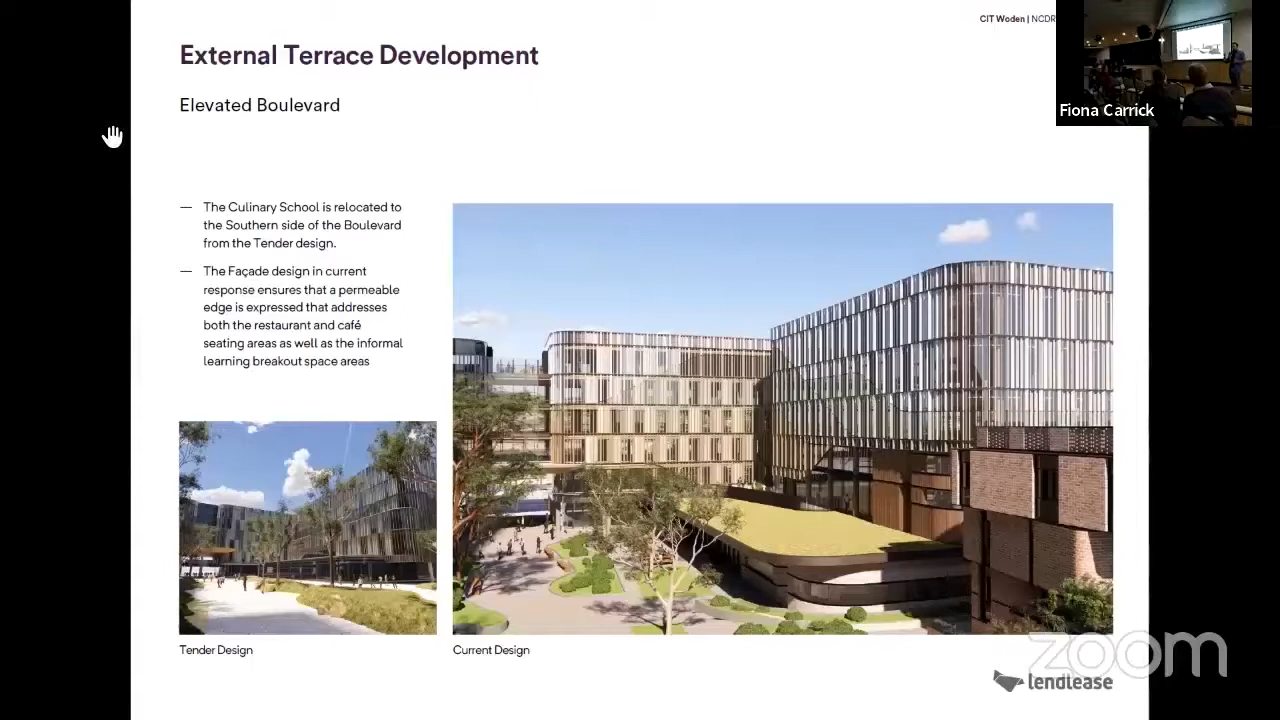 CIT Woden | NCDR
External Terrace Development
Elevated Boulevard
Fiona Carrick
— The Culinary School is relocated to
the Southern side of the Boulevard
from the Tender design.
— The Façade design in current
response ensures that a permeable
edge is expressed that addresses
both the restaurant and café
seating areas as well as the informal
learning breakout space areas
Tender Design
Current Design
zoom
lendlease